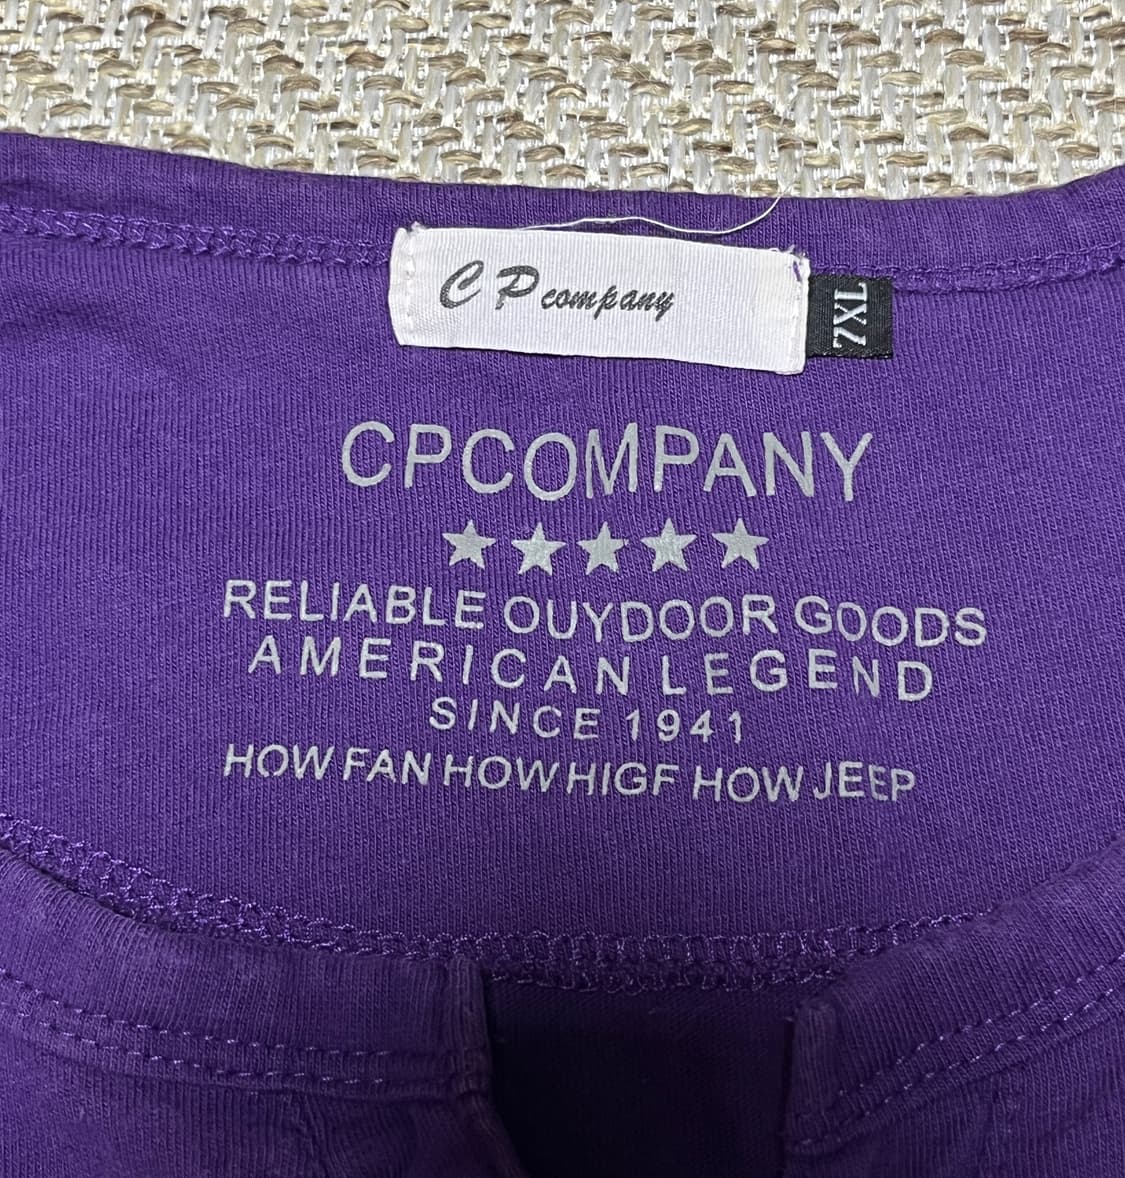 C P company
7XL
CPCOMPANY
RELIABLE OUYDOOR GOODS
AMERICAN LEGEND
SINCE 1941
HOW FAN HOW HIGF HOW JEEP